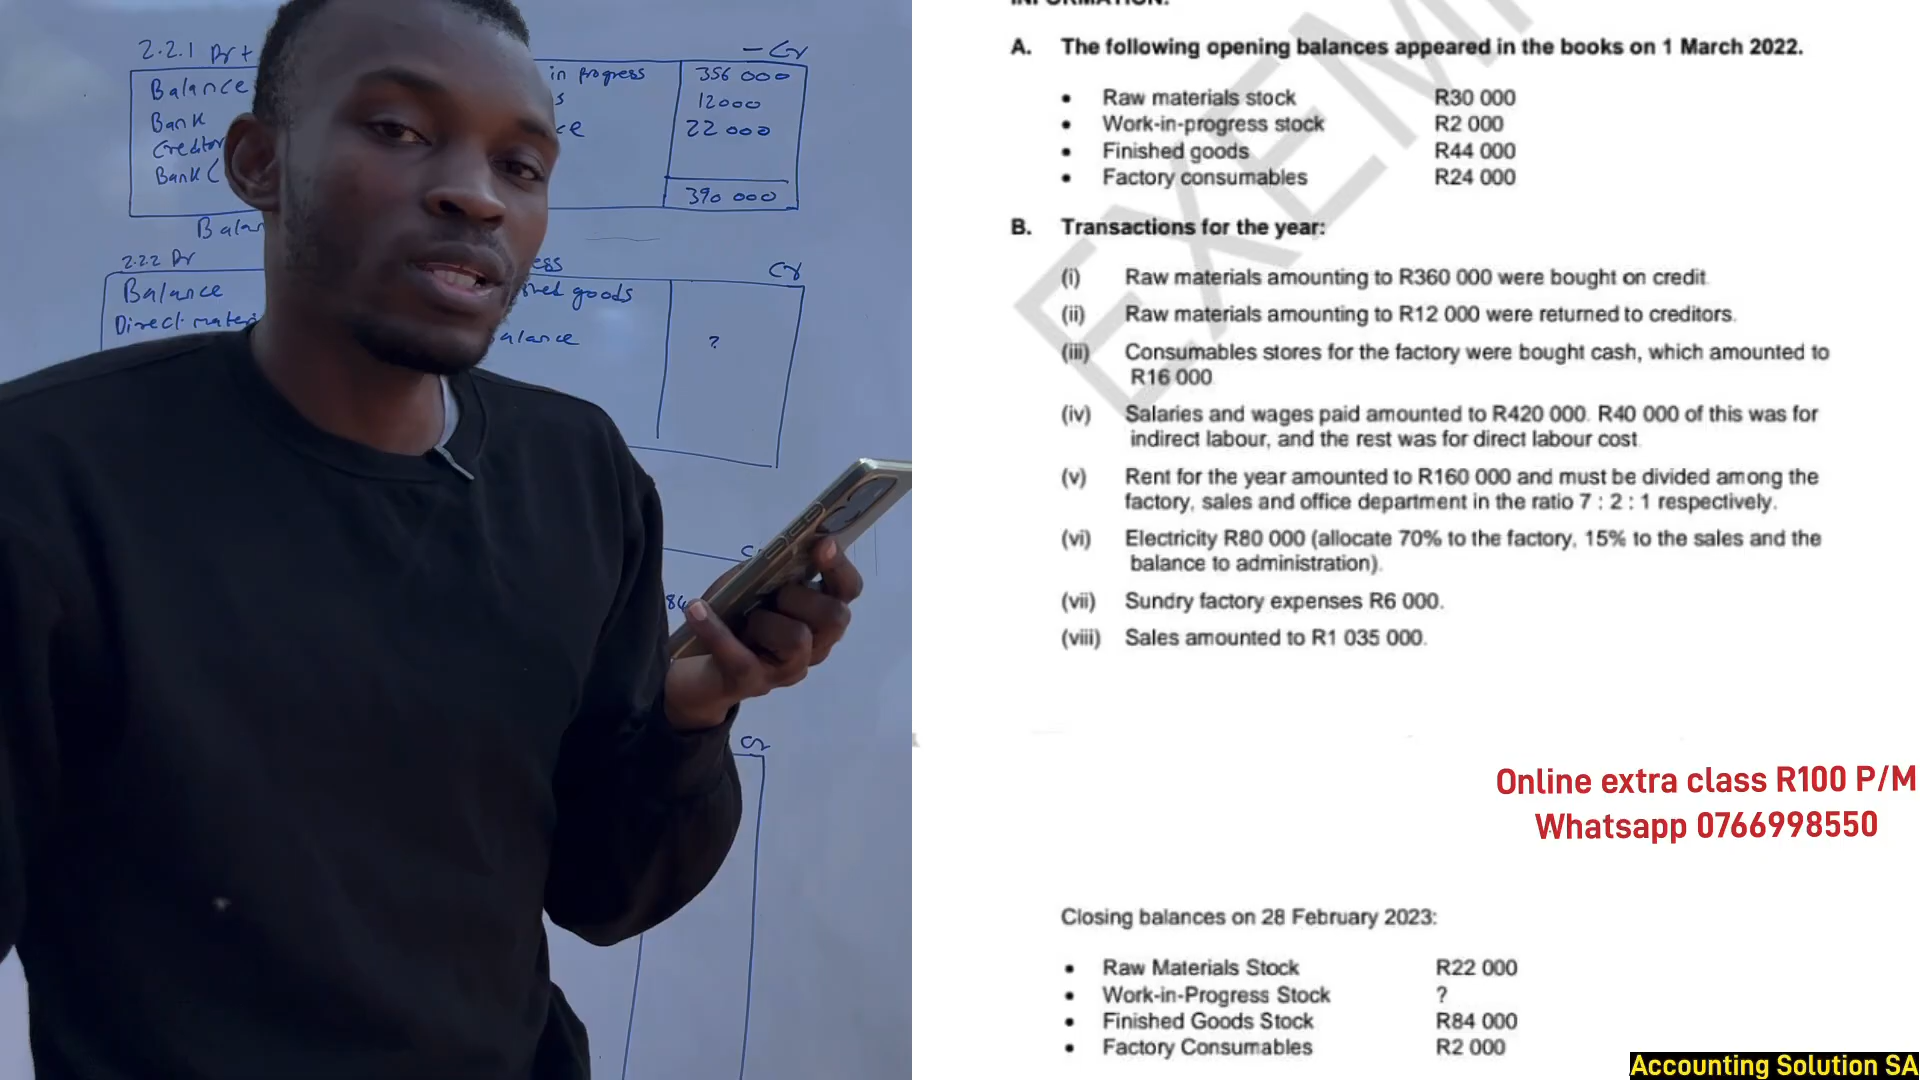 2.2.1 Dr +
- Cr
Balance
in progress
356 000
Bank
s
12000
ce
22 000
Creditor
Bank (
390 000
Balan
2.2.2 Dr
ess
Cr
Balance
goods
Direct materi
alance
?
C
86
Cr
INFORMATION:
A. The following opening balances appeared in the books on 1 March 2022.
• Raw materials stock R30 000
• Work-in-progress stock R2 000
• Finished goods R44 000
• Factory consumables R24 000
B. Transactions for the year:
(i) Raw materials amounting to R360 000 were bought on credit.
(ii) Raw materials amounting to R12 000 were returned to creditors.
(iii) Consumables stores for the factory were bought cash, which amounted to
R16 000
(iv) Salaries and wages paid amounted to R420 000. R40 000 of this was for
indirect labour, and the rest was for direct labour cost.
(v) Rent for the year amounted to R160 000 and must be divided among the
factory, sales and office department in the ratio 7 : 2 : 1 respectively.
(vi) Electricity R80 000 (allocate 70% to the factory, 15% to the sales and the
balance to administration).
(vii) Sundry factory expenses R6 000.
(viii) Sales amounted to R1 035 000.
EXEM
Online extra class R100 P/M
Whatsapp 0766998550
Closing balances on 28 February 2023:
• Raw Materials Stock R22 000
• Work-in-Progress Stock ?
• Finished Goods Stock R84 000
• Factory Consumables R2 000
Accounting Solution SA